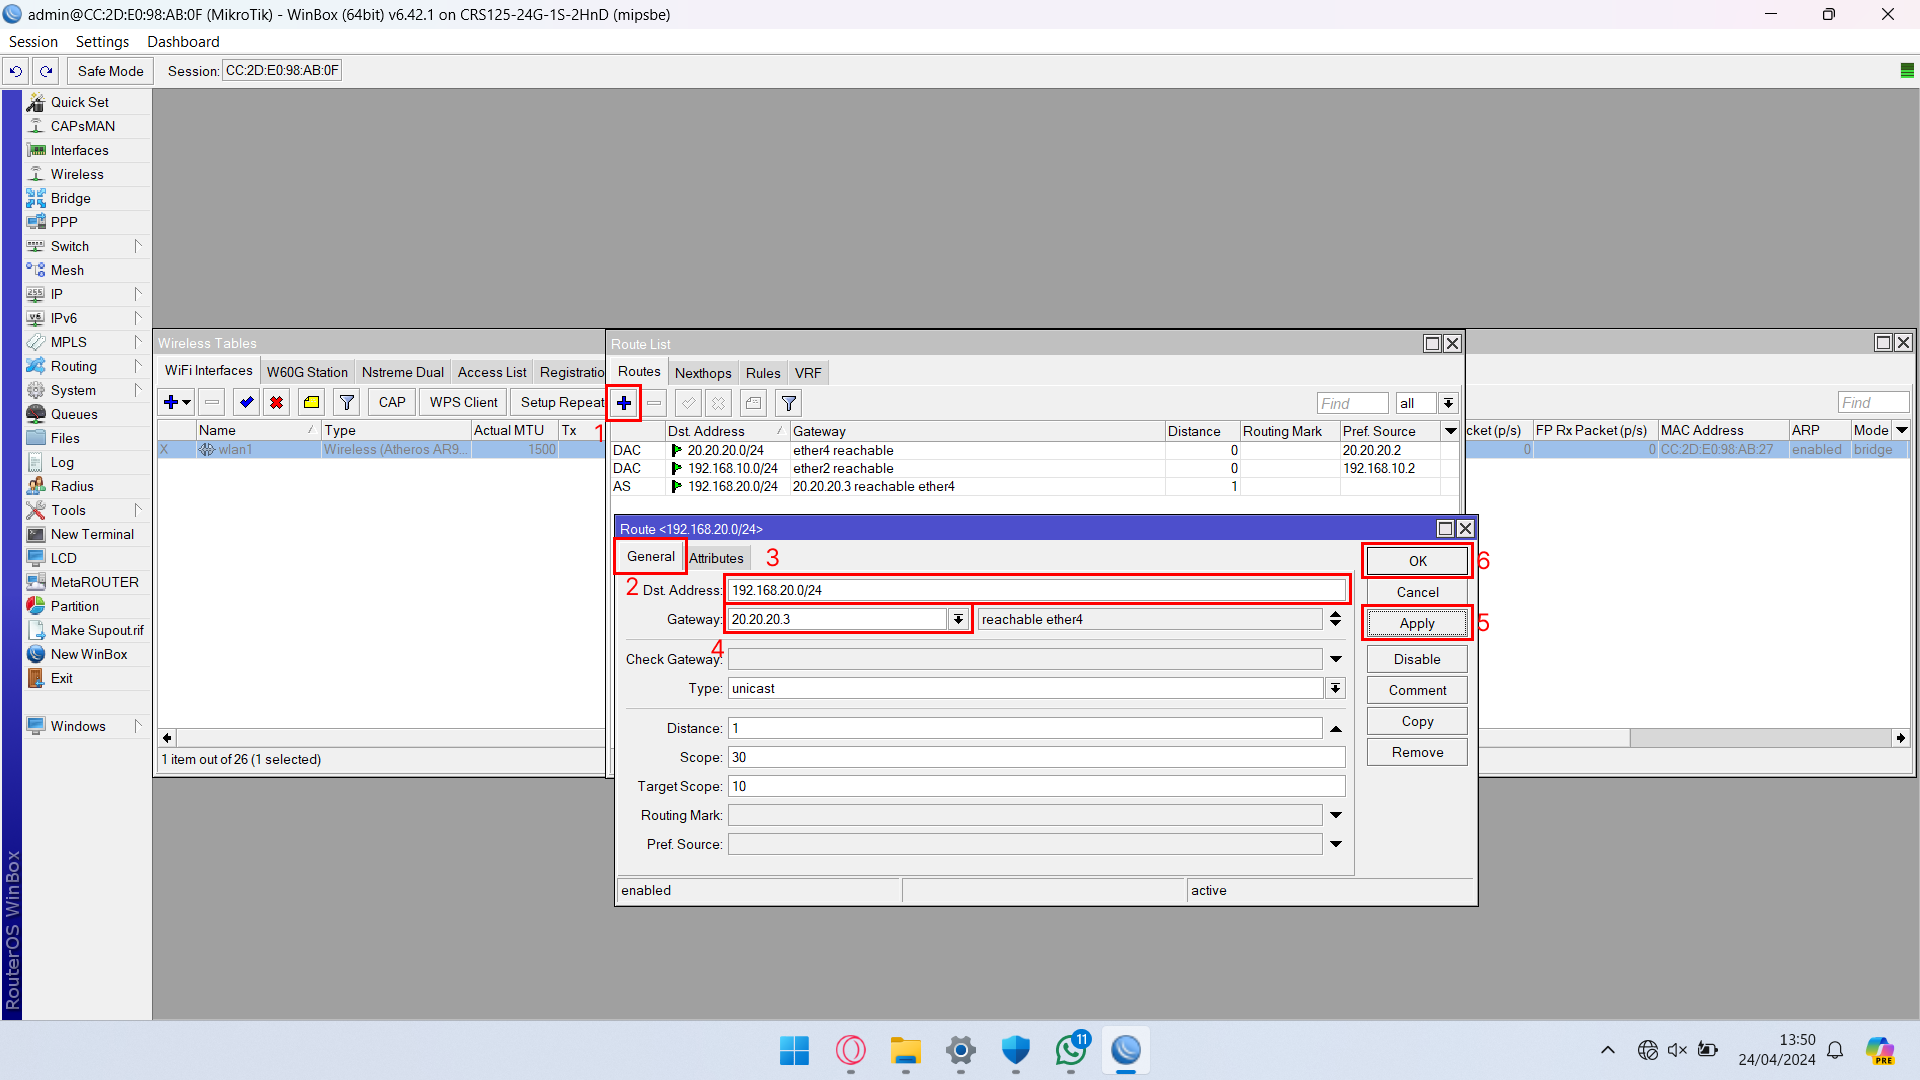 admin@CC:2D:E0:98:AB:0F (MikroTik) - WinBox (64bit) v6.42.1 on CRS125-24G-1S-2HnD (mipsbe)
Session Settings Dashboard
Safe Mode Session: CC:2D:E0:98:AB:0F
Quick Set
CAPsMAN
Interfaces
Wireless
Bridge
PPP
Switch
Mesh
IP
IPv6
MPLS
Routing
System
Queues
Files
Log
Radius
Tools
New Terminal
LCD
MetaROUTER
Partition
Make Supout.rif
New WinBox
Exit
Windows
RouterOS WinBox
Wireless Tables
WiFi Interfaces W60G Station Nstreme Dual Access List Registratio
CAP WPS Client Setup Repeat
Name Type Actual MTU Tx
X wlan1 Wireless (Atheros AR9... 1500
1 item out of 26 (1 selected)
Route List
Routes Nexthops Rules VRF
Find all
1
Dst. Address Gateway Distance Routing Mark Pref. Source
DAC 20.20.20.0/24 ether4 reachable 0 20.20.20.2
DAC 192.168.10.0/24 ether2 reachable 0 192.168.10.2
AS 192.168.20.0/24 20.20.20.3 reachable ether4 1
Find
cket (p/s) FP Rx Packet (p/s) MAC Address ARP Mode
0 0 CC:2D:E0:98:AB:27 enabled bridge
Route <192.168.20.0/24>
General Attributes 3
2 Dst. Address: 192.168.20.0/24
Gateway: 20.20.20.3 reachable ether4
4
Check Gateway:
Type: unicast
Distance: 1
Scope: 30
Target Scope: 10
Routing Mark:
Pref. Source:
enabled active
OK 6
Cancel
Apply 5
Disable
Comment
Copy
Remove
11
13:50
24/04/2024
PRE